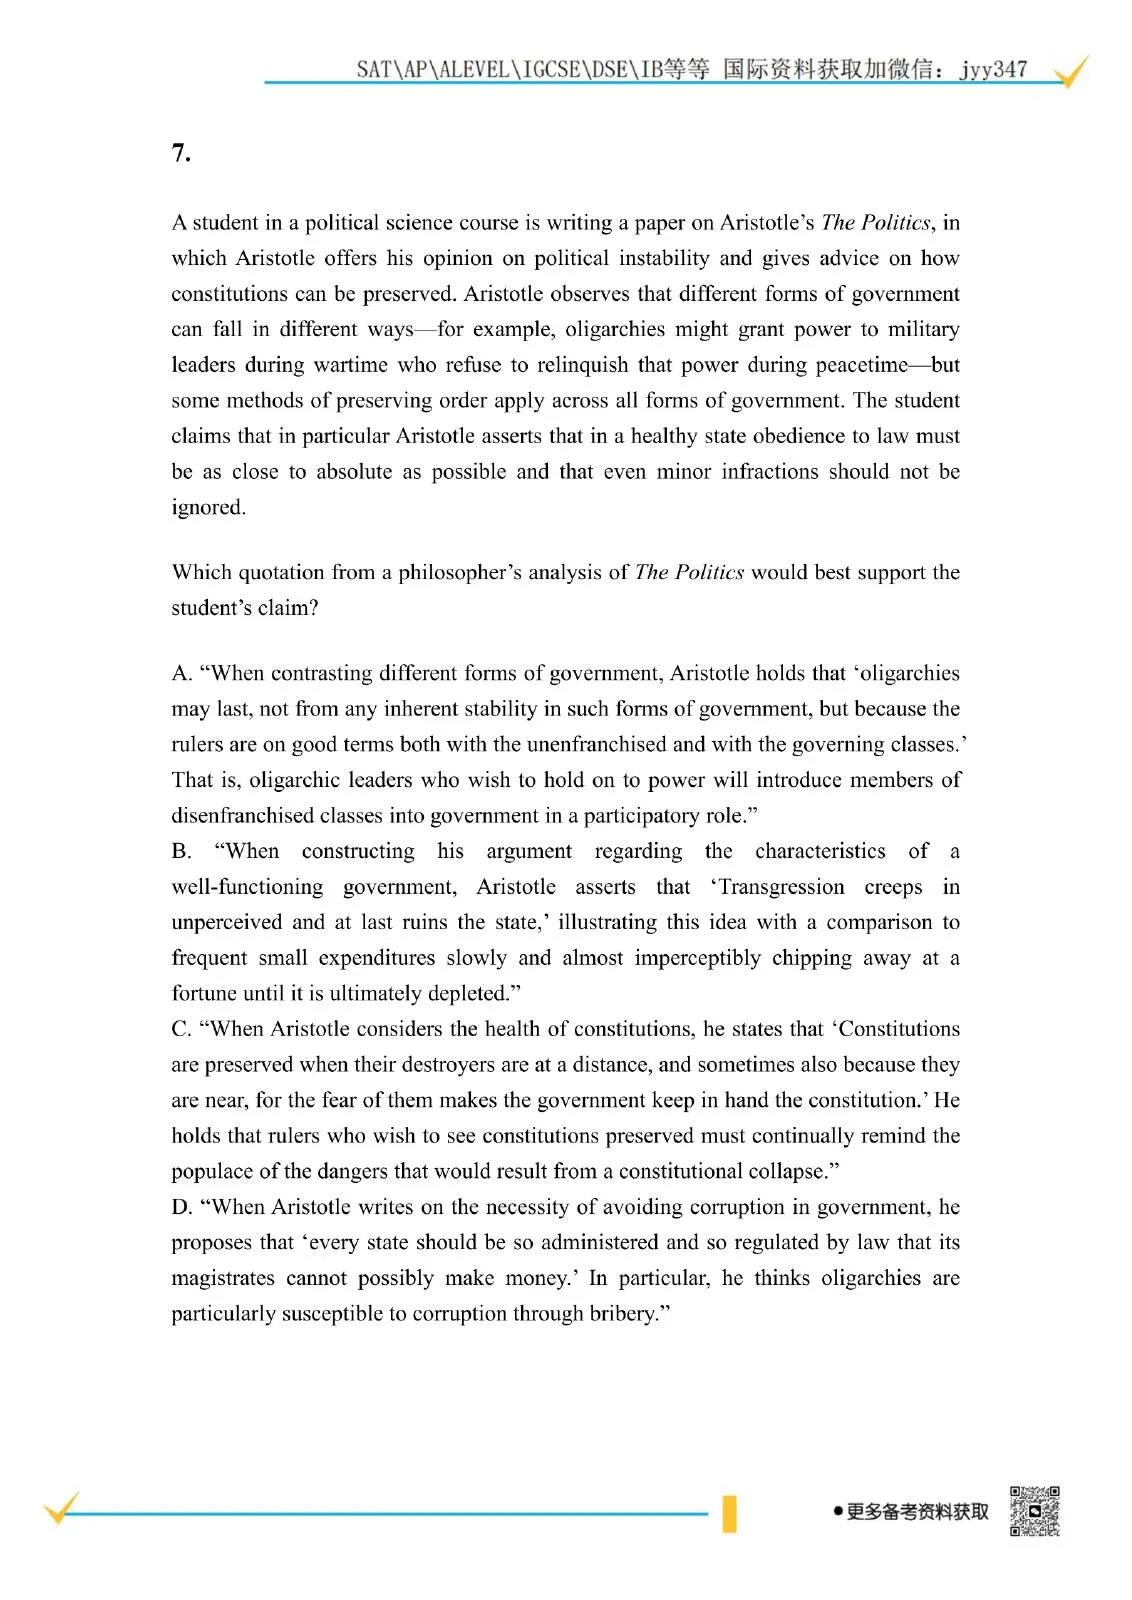 SAT\AP\ALEVEL\IGCSE\DSE\IB等等 国际资料获取加微信：jyy347
7.
A student in a political science course is writing a paper on Aristotle’s The Politics, in
which Aristotle offers his opinion on political instability and gives advice on how
constitutions can be preserved. Aristotle observes that different forms of government
can fall in different ways—for example, oligarchies might grant power to military
leaders during wartime who refuse to relinquish that power during peacetime—but
some methods of preserving order apply across all forms of government. The student
claims that in particular Aristotle asserts that in a healthy state obedience to law must
be as close to absolute as possible and that even minor infractions should not be
ignored.
Which quotation from a philosopher’s analysis of The Politics would best support the
student’s claim?
A. “When contrasting different forms of government, Aristotle holds that ‘oligarchies
may last, not from any inherent stability in such forms of government, but because the
rulers are on good terms both with the unenfranchised and with the governing classes.’
That is, oligarchic leaders who wish to hold on to power will introduce members of
disenfranchised classes into government in a participatory role.”
B. “When constructing his argument regarding the characteristics of a
well-functioning government, Aristotle asserts that ‘Transgression creeps in
unperceived and at last ruins the state,’ illustrating this idea with a comparison to
frequent small expenditures slowly and almost imperceptibly chipping away at a
fortune until it is ultimately depleted.”
C. “When Aristotle considers the health of constitutions, he states that ‘Constitutions
are preserved when their destroyers are at a distance, and sometimes also because they
are near, for the fear of them makes the government keep in hand the constitution.’ He
holds that rulers who wish to see constitutions preserved must continually remind the
populace of the dangers that would result from a constitutional collapse.”
D. “When Aristotle writes on the necessity of avoiding corruption in government, he
proposes that ‘every state should be so administered and so regulated by law that its
magistrates cannot possibly make money.’ In particular, he thinks oligarchies are
particularly susceptible to corruption through bribery.”
●更多备考资料获取